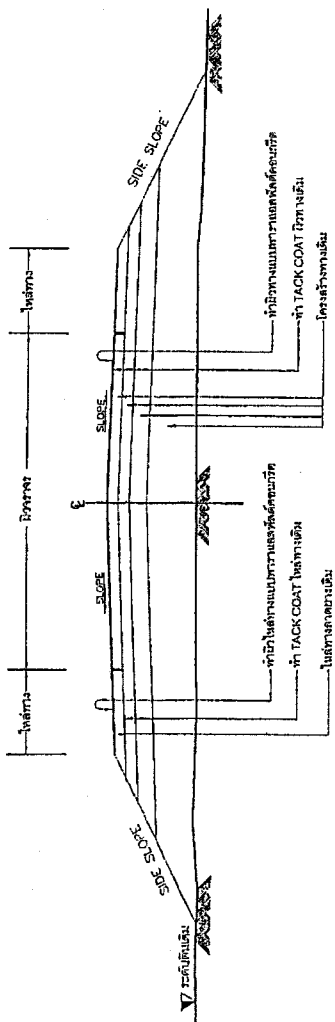 ไหล่ทาง
ผิวจราจร
ไหล่ทาง
SIDE SLOPE
SLOPE
℄
SLOPE
SIDE SLOPE
ระดับดินเดิม
ทำผิวไหล่ทางแบบพาราแอสฟัลต์คอนกรีต
ทำ TACK COAT ไหล่ทางเดิม
ไหล่ทางลาดยางเดิม
ทำผิวทางแบบพาราแอสฟัลต์คอนกรีต
ทำ TACK COAT ผิวทางเดิม
โครงสร้างทางเดิม